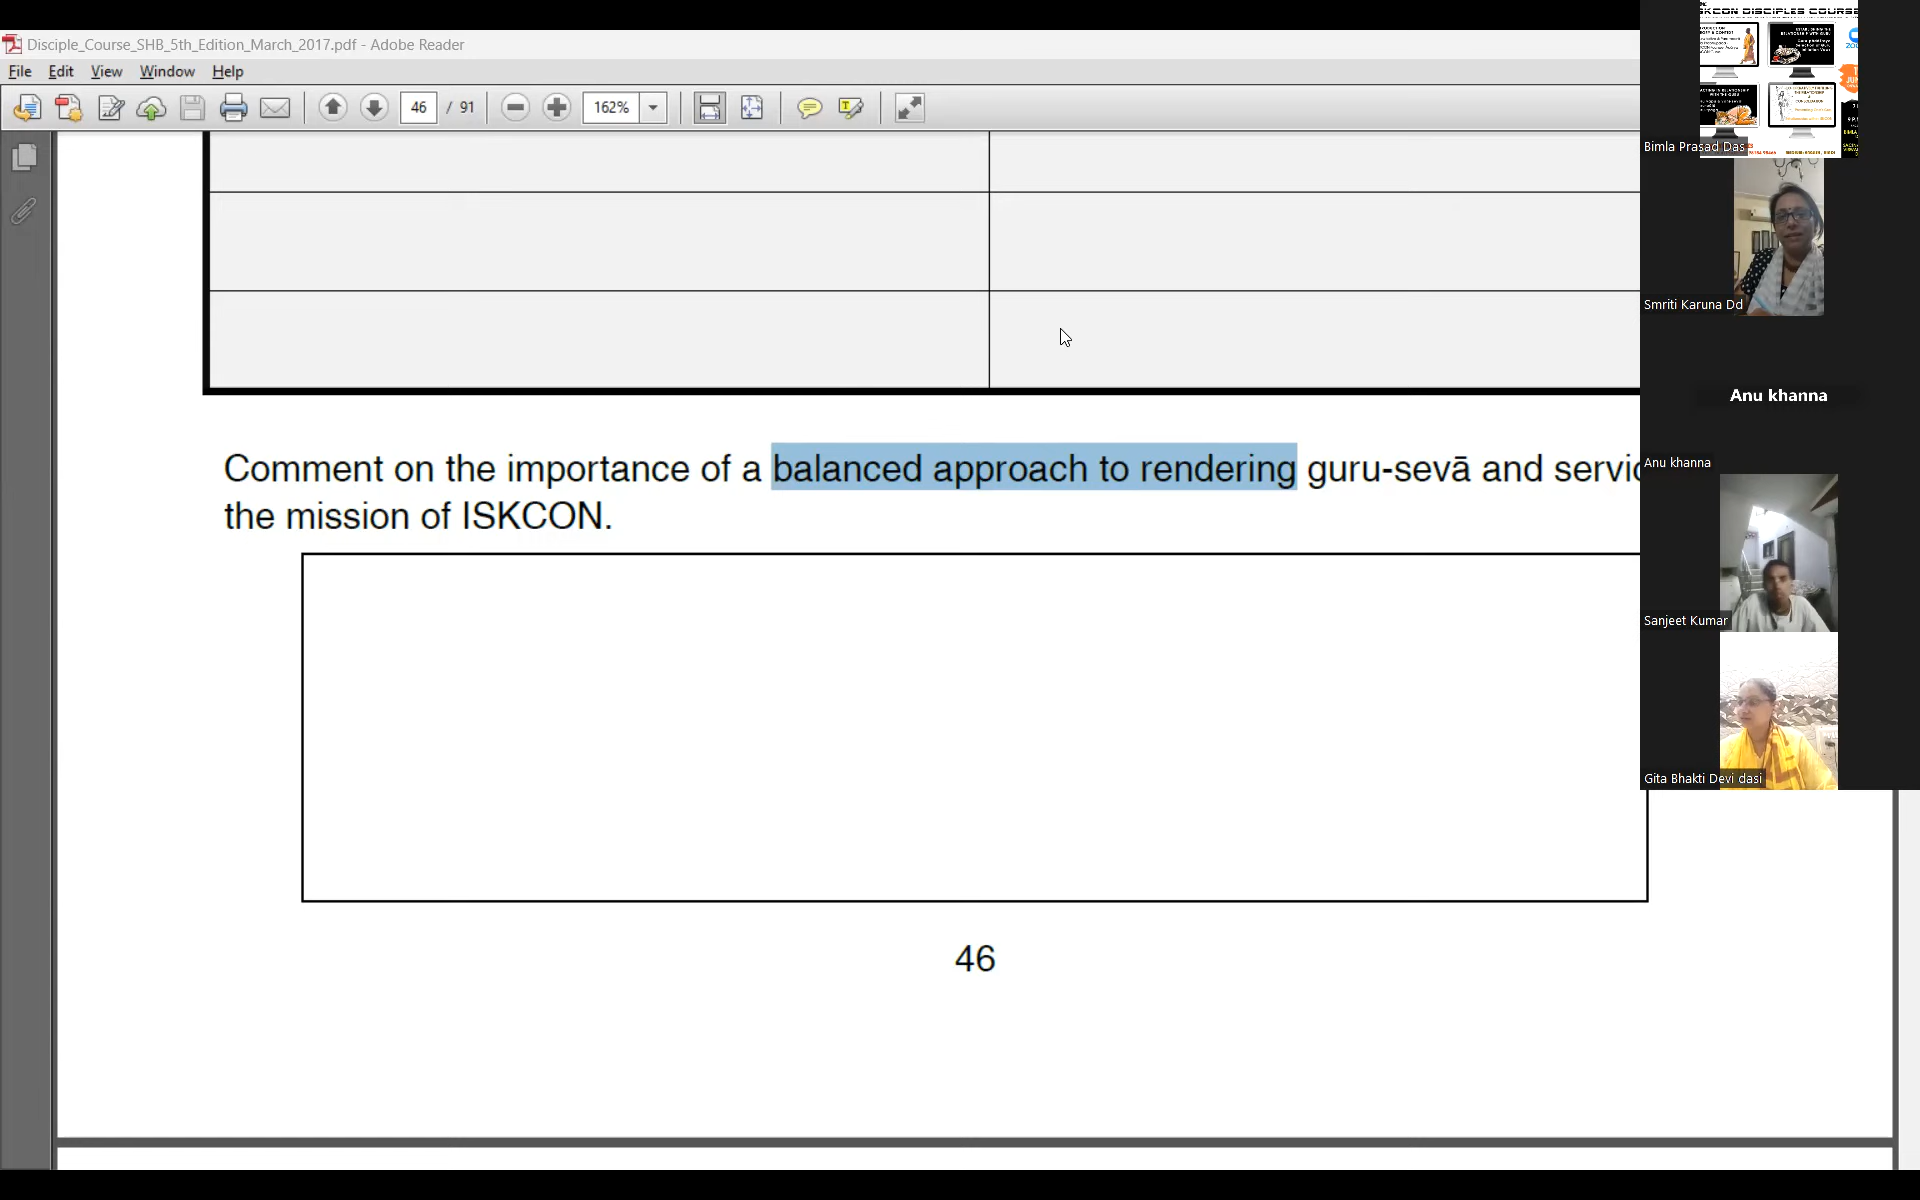 Disciple_Course_SHB_5th_Edition_March_2017.pdf - Adobe Reader
File Edit View Window Help
46 / 91 162%
Comment on the importance of a balanced approach to rendering guru-sevā and servic
the mission of ISKCON.
46
DISCIPLES COURSE
Bimla Prasad Das
Smriti Karuna Dd
Anu khanna
Anu khanna
Sanjeet Kumar
Gita Bhakti Devi dasi